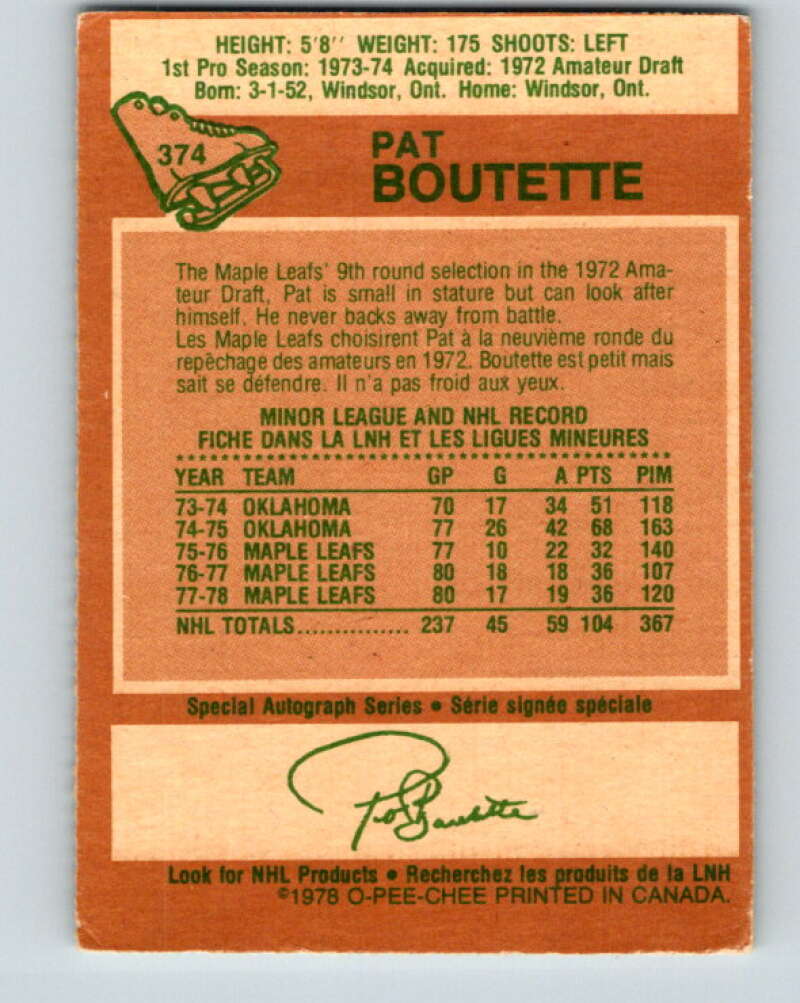 HEIGHT: 5'8'' WEIGHT: 175 SHOOTS: LEFT
1st Pro Season: 1973-74 Acquired: 1972 Amateur Draft
Born: 3-1-52, Windsor, Ont. Home: Windsor, Ont.
374
PAT
BOUTETTE
The Maple Leafs' 9th round selection in the 1972 Ama-
teur Draft, Pat is small in stature but can look after
himself. He never backs away from battle.
Les Maple Leafs choisirent Pat à la neuvième ronde du
repêchage des amateurs en 1972. Boutette est petit mais
sait se défendre. Il n'a pas froid aux yeux.
MINOR LEAGUE AND NHL RECORD
FICHE DANS LA LNH ET LES LIGUES MINEURES
YEAR TEAM GP G A PTS PIM
73-74 OKLAHOMA 70 17 34 51 118
74-75 OKLAHOMA 77 26 42 68 163
75-76 MAPLE LEAFS 77 10 22 32 140
76-77 MAPLE LEAFS 80 18 18 36 107
77-78 MAPLE LEAFS 80 17 19 36 120
NHL TOTALS............... 237 45 59 104 367
Special Autograph Series • Série signée spéciale
Pat Boutette
Look for NHL Products • Recherchez les produits de la LNH
©1978 O-PEE-CHEE PRINTED IN CANADA.